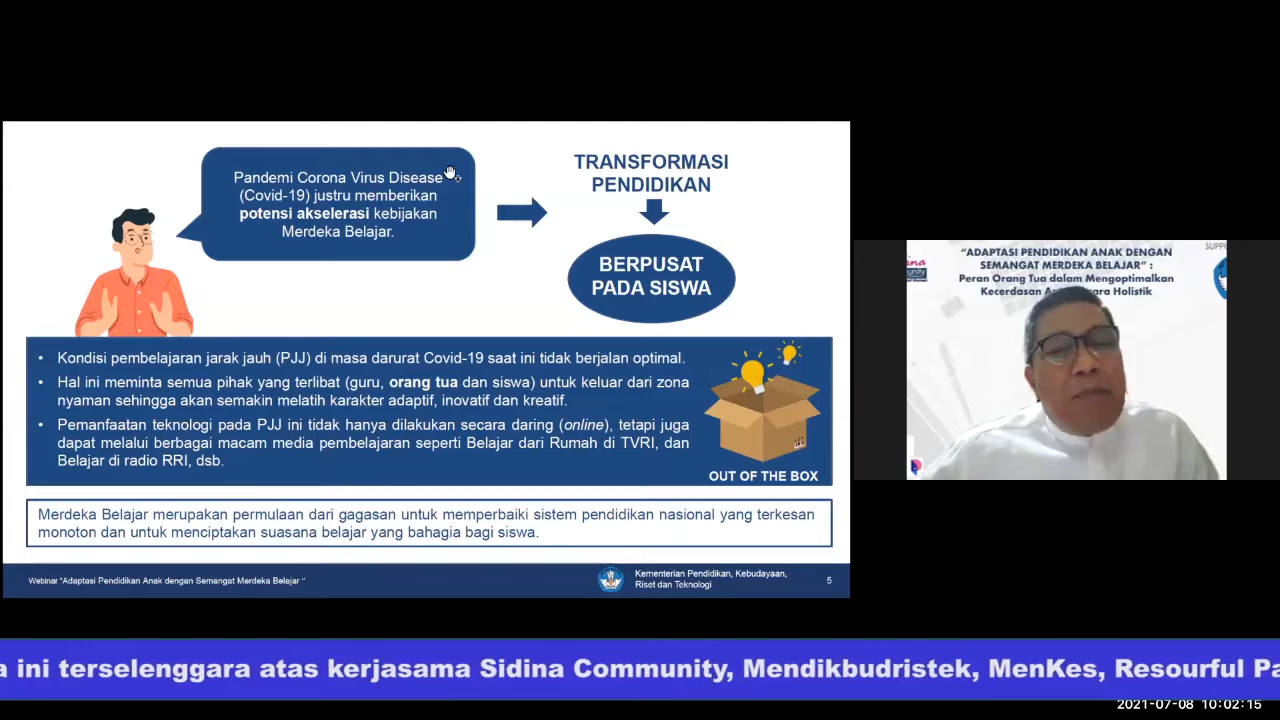 Pandemi Corona Virus Disease
(Covid-19) justru memberikan
potensi akselerasi kebijakan
Merdeka Belajar.
TRANSFORMASI
PENDIDIKAN
BERPUSAT
PADA SISWA
• Kondisi pembelajaran jarak jauh (PJJ) di masa darurat Covid-19 saat ini tidak berjalan optimal.
• Hal ini meminta semua pihak yang terlibat (guru, orang tua dan siswa) untuk keluar dari zona
nyaman sehingga akan semakin melatih karakter adaptif, inovatif dan kreatif.
• Pemanfaatan teknologi pada PJJ ini tidak hanya dilakukan secara daring (online), tetapi juga
dapat melalui berbagai macam media pembelajaran seperti Belajar dari Rumah di TVRI, dan
Belajar di radio RRI, dsb.
OUT OF THE BOX
Merdeka Belajar merupakan permulaan dari gagasan untuk memperbaiki sistem pendidikan nasional yang terkesan
monoton dan untuk menciptakan suasana belajar yang bahagia bagi siswa.
Webinar "Adaptasi Pendidikan Anak dengan Semangat Merdeka Belajar "
Kementerian Pendidikan, Kebudayaan,
Riset dan Teknologi
5
SUPPO
"ADAPTASI PENDIDIKAN ANAK DENGAN
SEMANGAT MERDEKA BELAJAR" :
Peran Orang Tua dalam Mengoptimalkan
Kecerdasan Holistik
a ini terselenggara atas kerjasama Sidina Community, Mendikbudristek, MenKes, Resourful Pa
2021-07-08 10:02:15